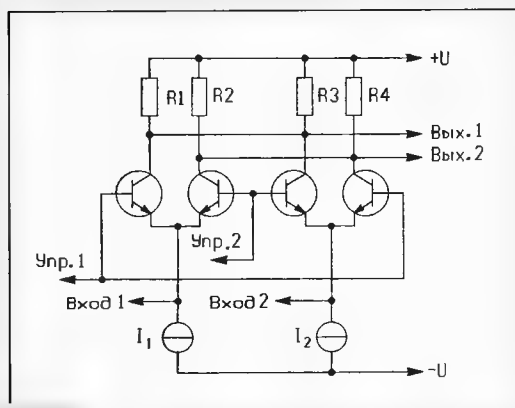 +U
R1 R2 R3 R4
Вых.1
Вых.2
Упр.2
Упр.1
Вход 1 Вход 2
I₁ I₂
-U